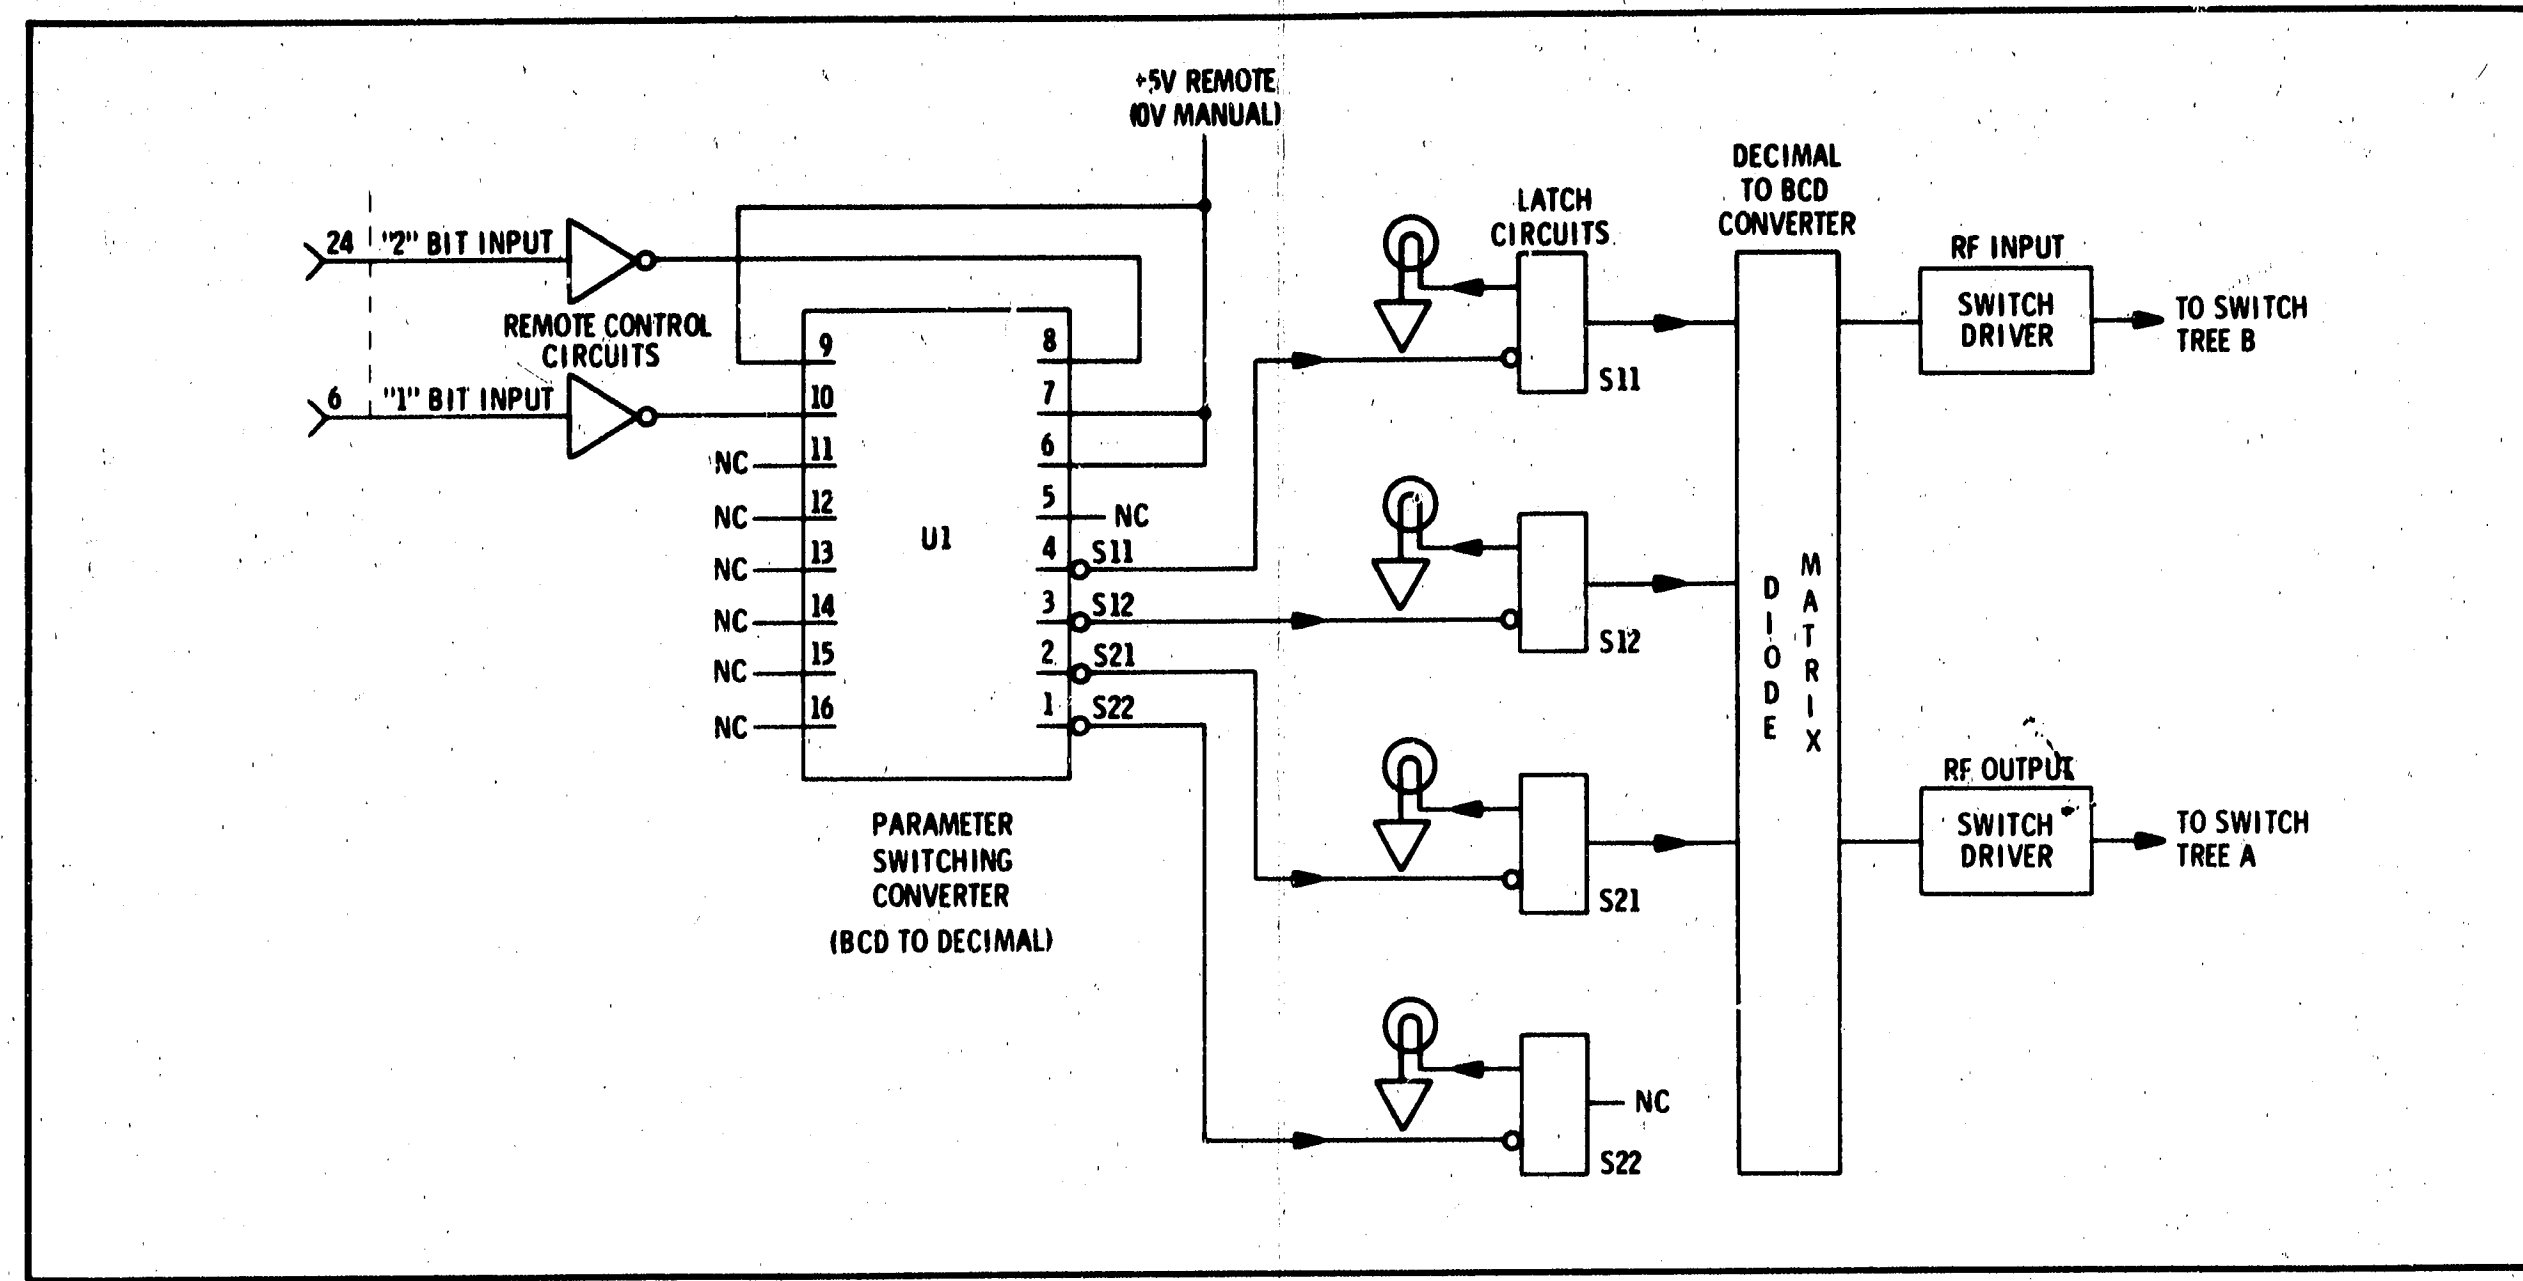 +5V REMOTE
(0V MANUAL)
24 "2" BIT INPUT
REMOTE CONTROL
CIRCUITS
6 "1" BIT INPUT
9
10
NC 11
NC 12
NC 13
NC 14
NC 15
NC 16
U1
8
7
6
5 NC
4 S11
3 S12
2 S21
1 S22
PARAMETER
SWITCHING
CONVERTER
(BCD TO DECIMAL)
LATCH
CIRCUITS
S11
S12
S21
NC
S22
DECIMAL
TO BCD
CONVERTER
DIODE
MATRIX
RF INPUT
SWITCH
DRIVER
TO SWITCH
TREE B
RF OUTPUT
SWITCH
DRIVER
TO SWITCH
TREE A